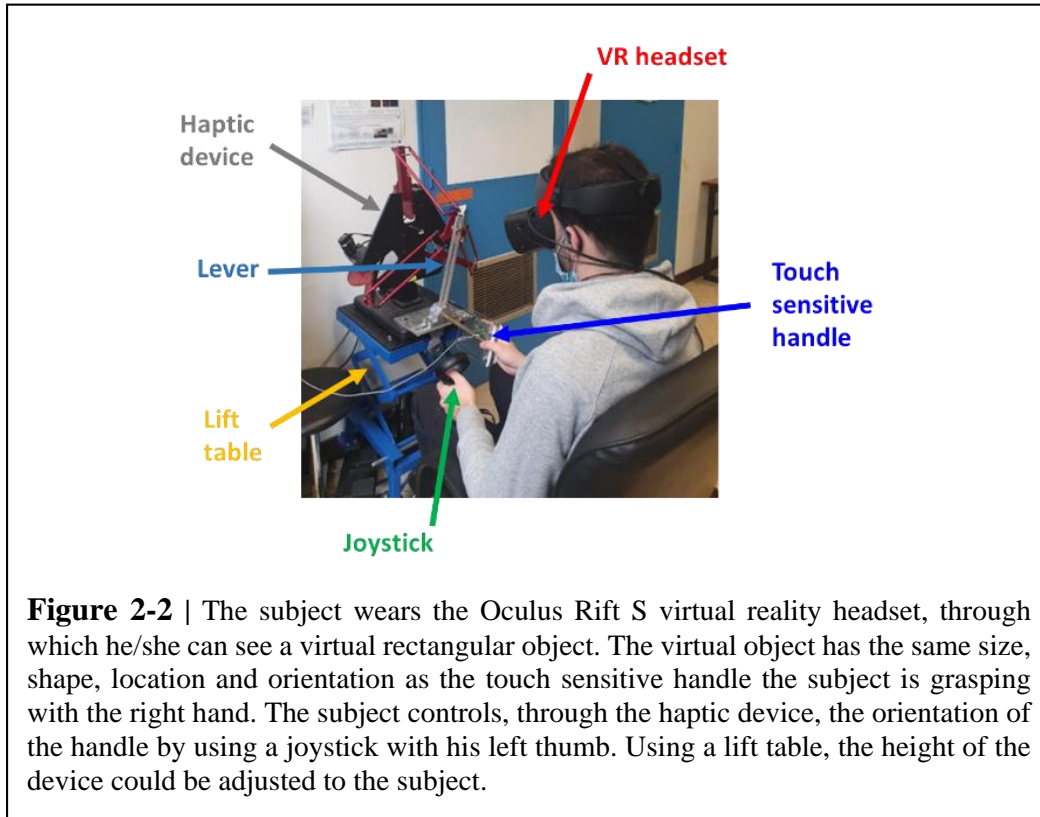 VR headset
Haptic
device
Lever
Touch
sensitive
handle
Lift
table
Joystick
Figure 2-2 | The subject wears the Oculus Rift S virtual reality headset, through
which he/she can see a virtual rectangular object. The virtual object has the same size,
shape, location and orientation as the touch sensitive handle the subject is grasping
with the right hand. The subject controls, through the haptic device, the orientation of
the handle by using a joystick with his left thumb. Using a lift table, the height of the
device could be adjusted to the subject.